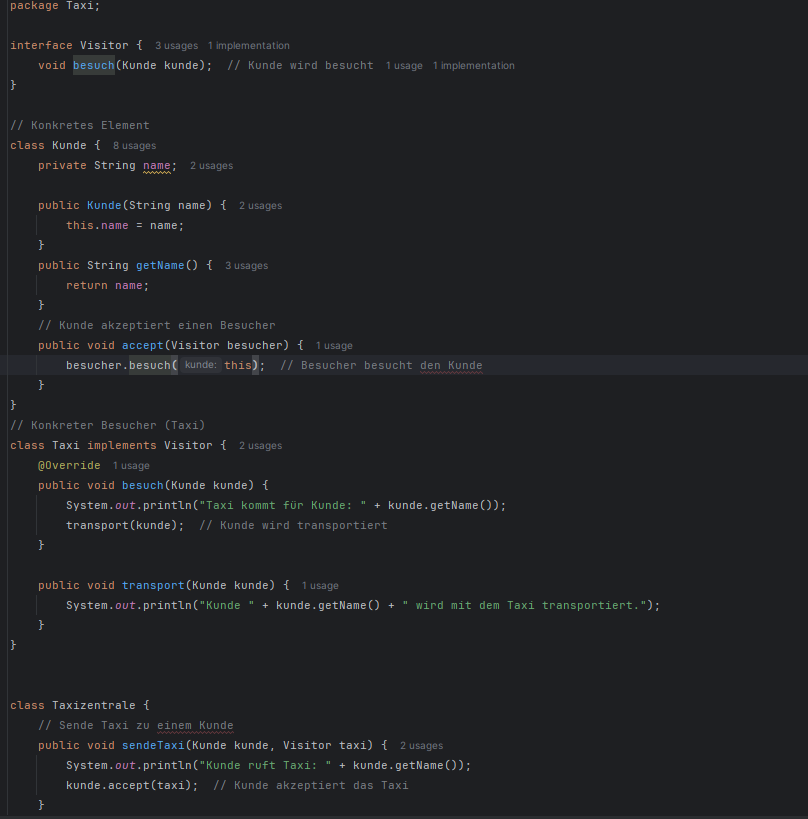 package Taxi;
interface Visitor {  3 usages  1 implementation
void besuch(Kunde kunde);  // Kunde wird besucht  1 usage  1 implementation
}
// Konkretes Element
class Kunde {  8 usages
private String name;  2 usages
public Kunde(String name) {  2 usages
this.name = name;
}
public String getName() {  3 usages
return name;
}
// Kunde akzeptiert einen Besucher
public void accept(Visitor besucher) {  1 usage
besucher.besuch( kunde: this);  // Besucher besucht den Kunde
}
}
// Konkreter Besucher (Taxi)
class Taxi implements Visitor {  2 usages
@Override  1 usage
public void besuch(Kunde kunde) {
System.out.println("Taxi kommt für Kunde: " + kunde.getName());
transport(kunde);  // Kunde wird transportiert
}
public void transport(Kunde kunde) {  1 usage
System.out.println("Kunde " + kunde.getName() + " wird mit dem Taxi transportiert.");
}
}
class Taxizentrale {
// Sende Taxi zu einem Kunde
public void sendeTaxi(Kunde kunde, Visitor taxi) {  2 usages
System.out.println("Kunde ruft Taxi: " + kunde.getName());
kunde.accept(taxi);  // Kunde akzeptiert das Taxi
}